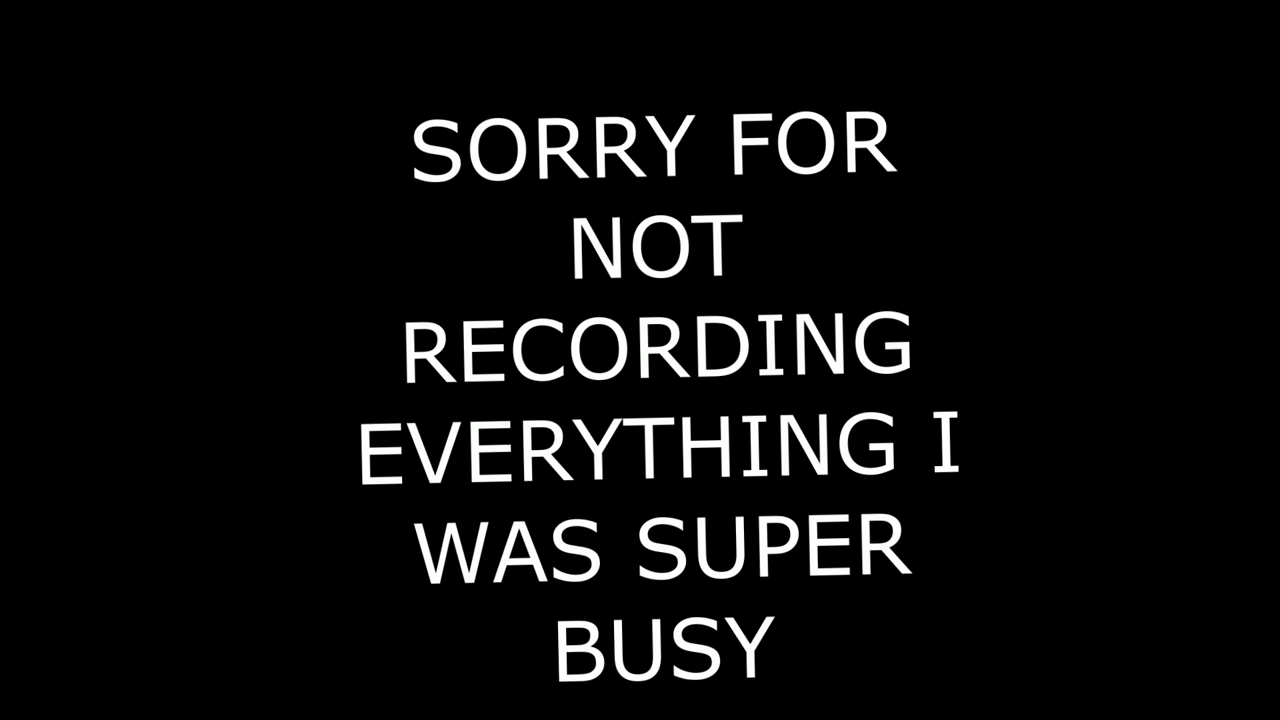 SORRY FOR
NOT
RECORDING
EVERYTHING I
WAS SUPER
BUSY